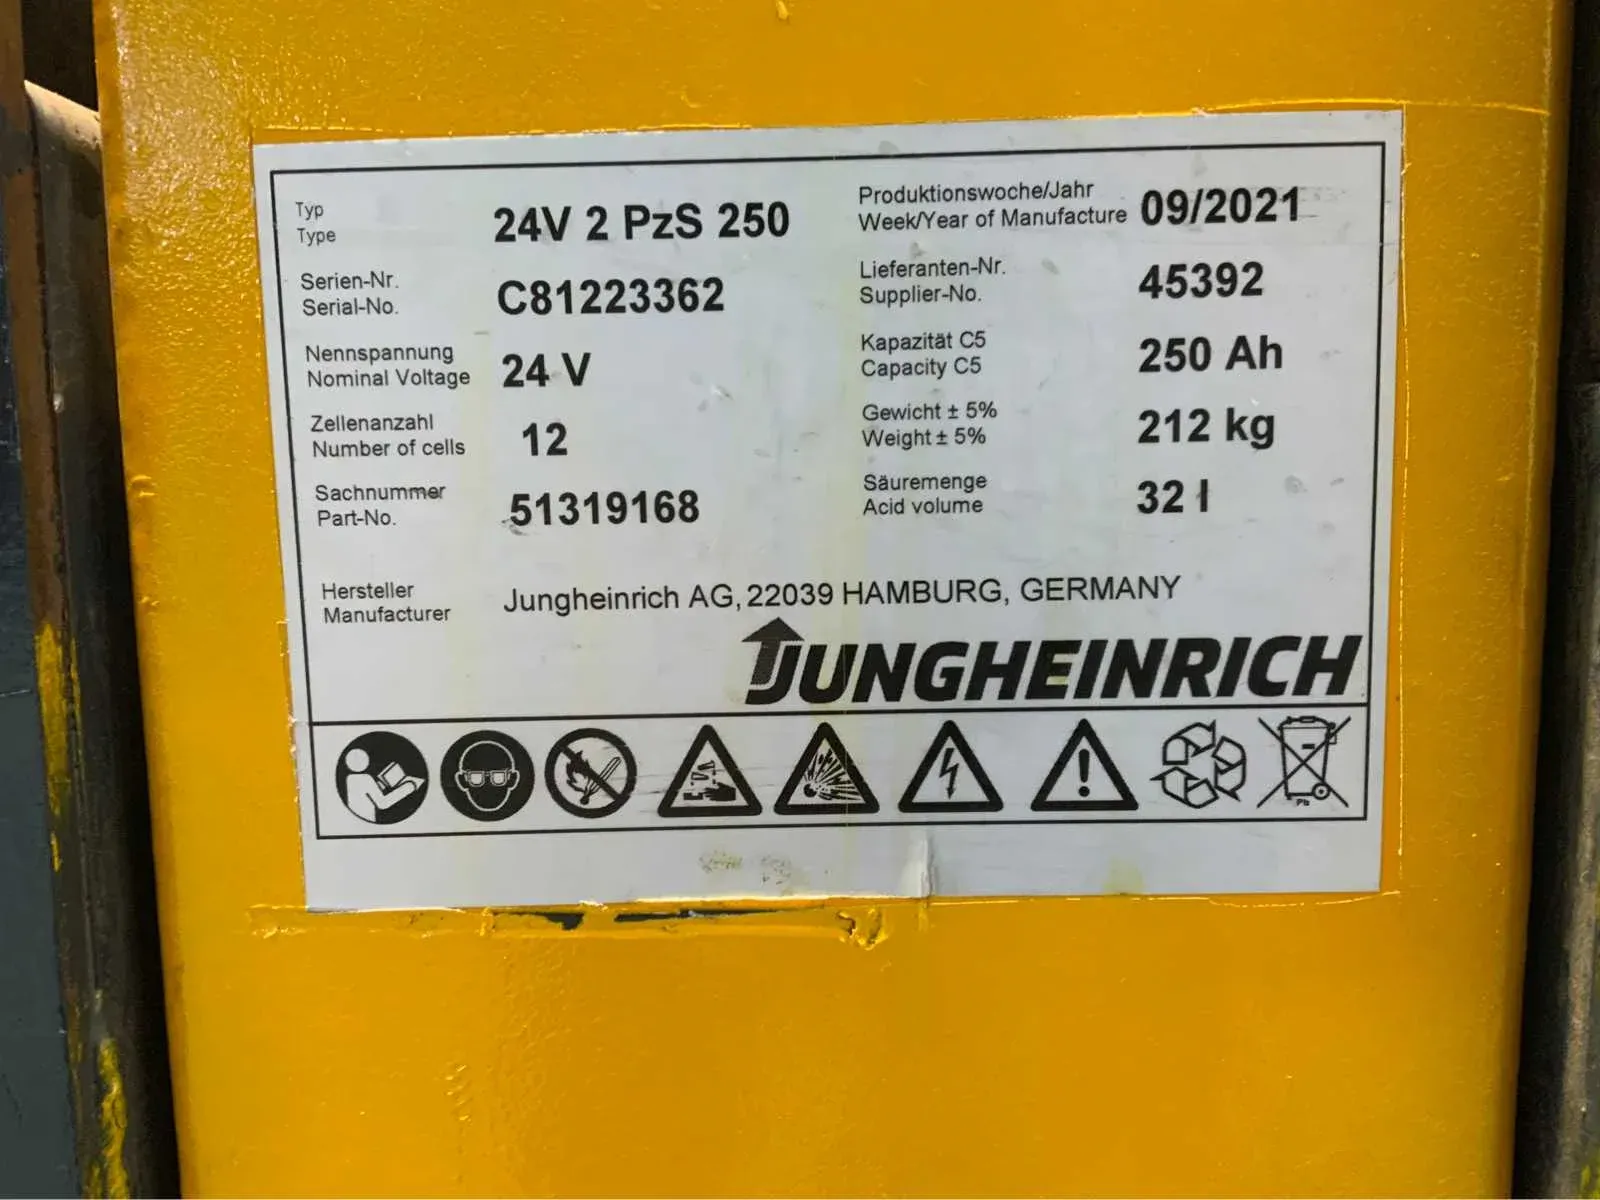 Typ
Type
24V 2 PzS 250
Produktionswoche/Jahr
Week/Year of Manufacture
09/2021
Serien-Nr.
Serial-No.
C81223362
Lieferanten-Nr.
Supplier-No.
45392
Nennspannung
Nominal Voltage
24 V
Kapazität C5
Capacity C5
250 Ah
Zellenanzahl
Number of cells
12
Gewicht ± 5%
Weight ± 5%
212 kg
Sachnummer
Part-No.
51319168
Säuremenge
Acid volume
32 l
Hersteller
Manufacturer
Jungheinrich AG, 22039 HAMBURG, GERMANY
JUNGHEINRICH
Pb